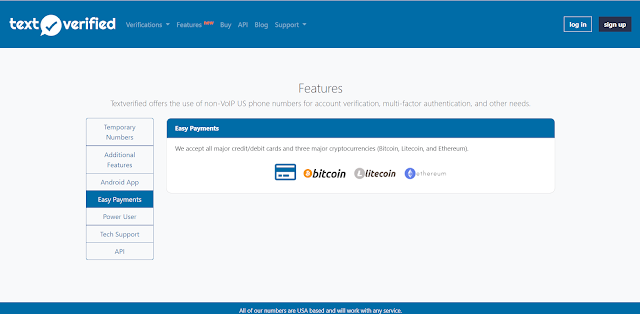 text verified
Verifications
Features NEW
Buy
API
Blog
Support
log in
sign up
Features
Textverified offers the use of non-VoIP US phone numbers for account verification, multi-factor authentication, and other needs.
Temporary
Numbers
Additional
Features
Android App
Easy Payments
Power User
Tech Support
API
Easy Payments
We accept all major credit/debit cards and three major cryptocurrencies (Bitcoin, Litecoin, and Ethereum).
bitcoin
litecoin
ethereum
All of our numbers are USA based and will work with any service.